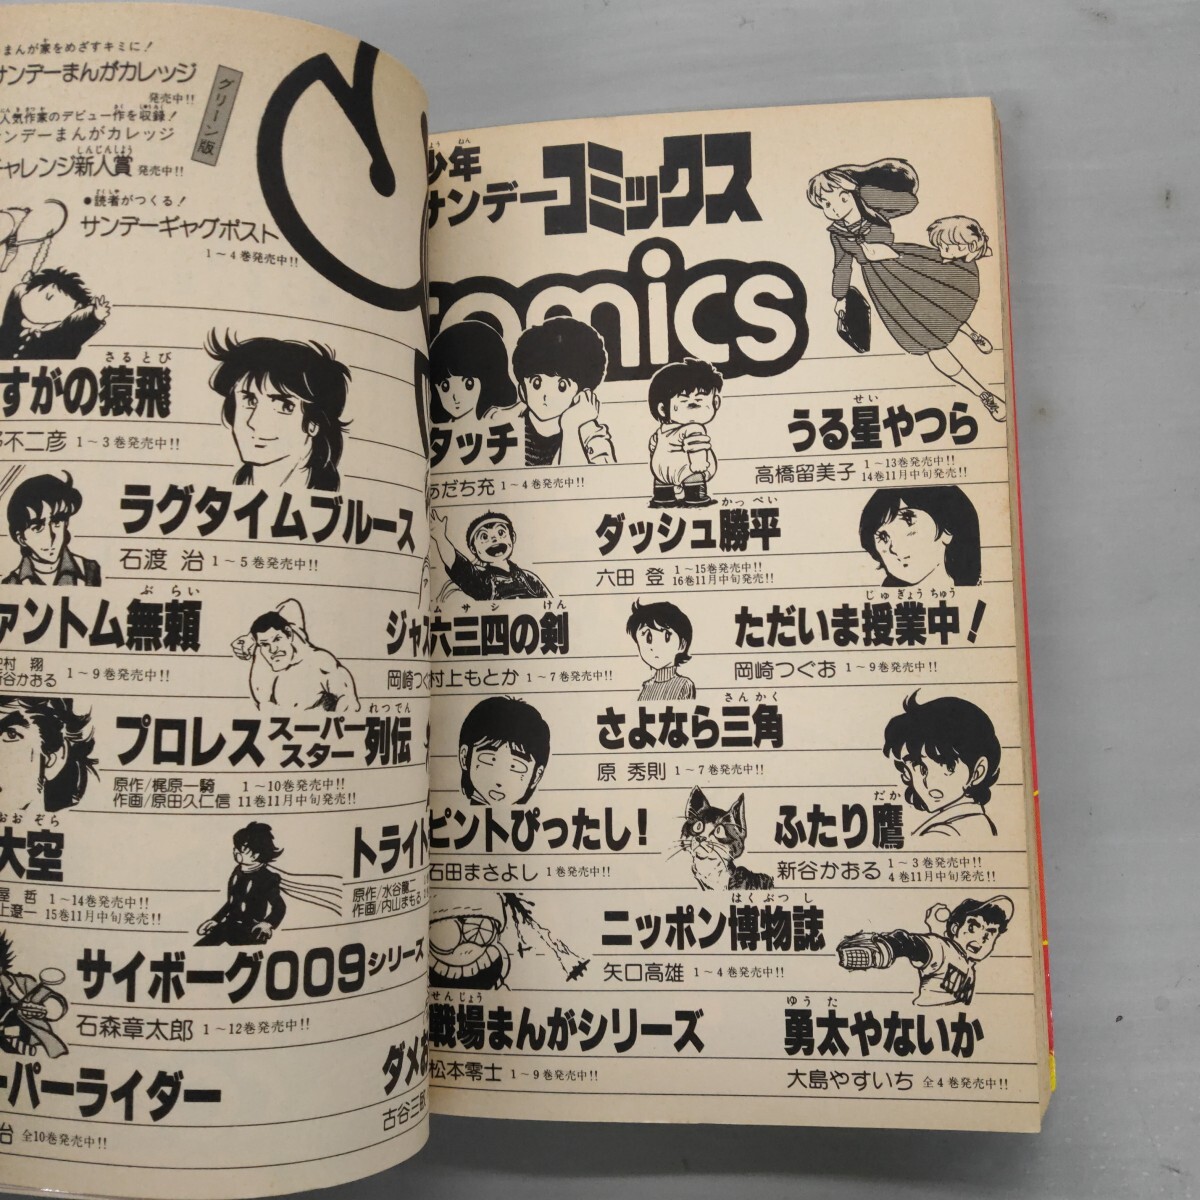 まんが家をめざすキミに!
サンデーまんがカレッジ
発売中!!
人気作家のデビュー作を収録!
サンデーまんがカレッジ
グリーン版
チャレンジ新人賞 発売中!!
●読者がつくる!
サンデーギャグポスト
1〜4巻発売中!!
すがの猿飛
不二彦 1〜3巻発売中!!
ラグタイムブルース
石渡 治 1〜5巻発売中!!
ァントム無頼
翔
谷かおる 1〜9巻発売中!!
ジャス
岡崎つぐ
プロレススーパースター列伝
原作/梶原一騎 1〜10巻発売中!!
作画/原田久仁信 11巻11月中旬発売!!
大空
哲 1〜14巻発売中!!
上遼一 15巻11月中旬発売!!
トライト
原作/水谷龍二
作画/内山まもる
サイボーグ009シリーズ
石森章太郎 1〜12巻発売中!!
ーパーライダー
治 全10巻発売中!!
ダメお
古谷三敏
少年
サンデーコミックス
comics
タッチ
あだち充 1〜4巻発売中!!
うる星やつら
高橋留美子 1〜13巻発売中!!
14巻11月中旬発売!!
ダッシュ勝平
六田 登 1〜15巻発売中!!
16巻11月中旬発売!!
六三四の剣
村上もとか 1〜7巻発売中!!
ただいま授業中!
岡崎つぐお 1〜9巻発売中!!
さよなら三角
原 秀則 1〜7巻発売中!!
ピントぴったし!
石田まさよし 1巻発売中!!
ふたり鷹
新谷かおる 1〜3巻発売中!!
4巻11月中旬発売!!
ニッポン博物誌
矢口高雄 1〜4巻発売中!!
戦場まんがシリーズ
松本零士 1〜9巻発売中!!
勇太やないか
大島やすいち 全4巻発売中!!